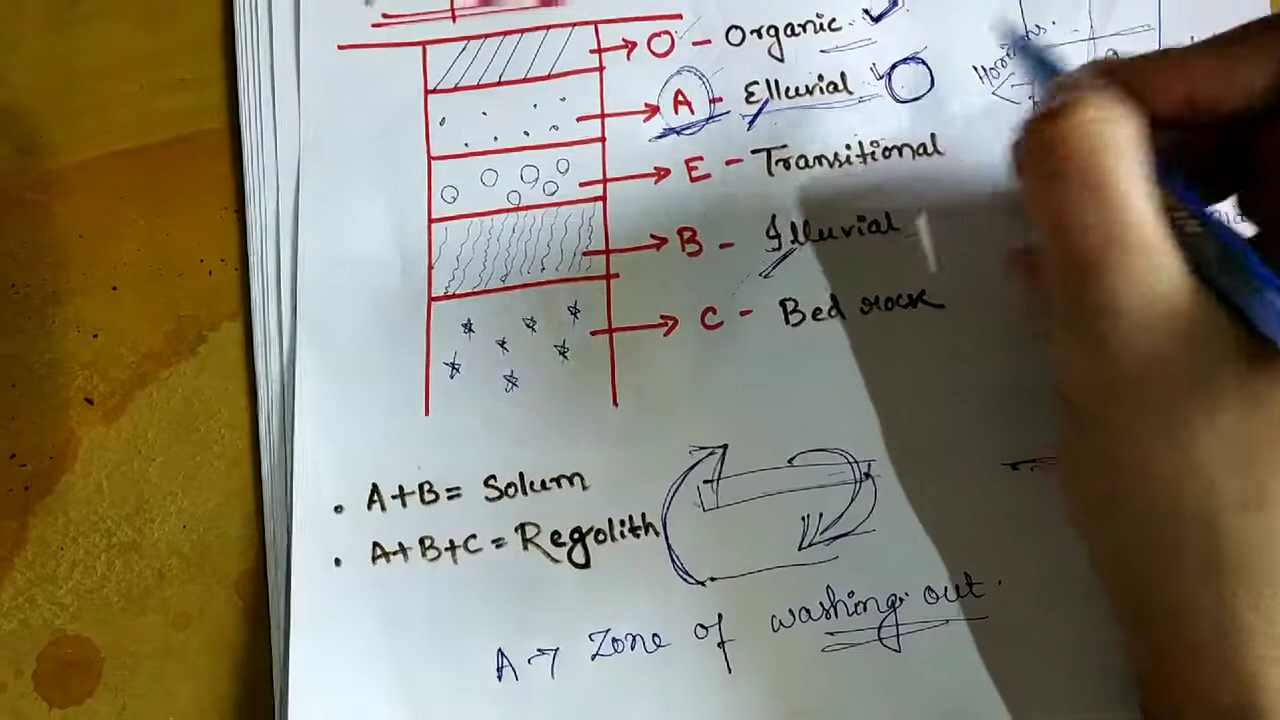 O - Organic
A - Elluvial
E - Transitional
B - Illuvial
C - Bed rock
• A+B = Solum
• A+B+C = Regolith
A → Zone of washing out.